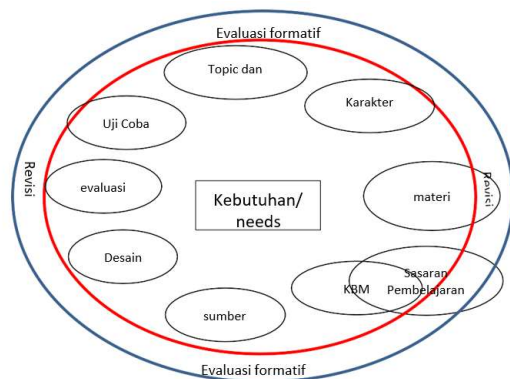 Evaluasi formatif
Topic dan
Karakter
Uji Coba
Revisi
Revisi
evaluasi
Kebutuhan/
needs
materi
Desain
Sasaran
Pembelajaran
KBM
sumber
Evaluasi formatif